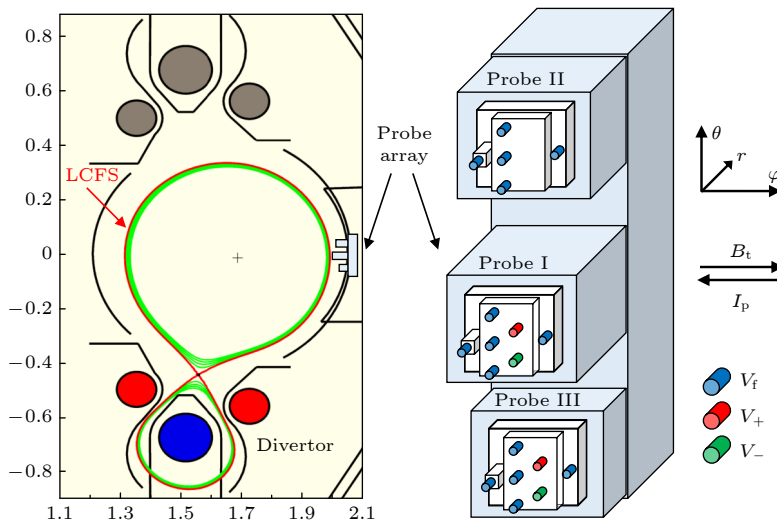 0.8
0.6
0.4
0.2
0
−0.2
−0.4
−0.6
−0.8
1.1
1.3
1.5
1.7
1.9
2.1
LCFS
Divertor
Probe
array
Probe II
Probe I
Probe III
θ
r
φ
Bt
Ip
Vf
V+
V−